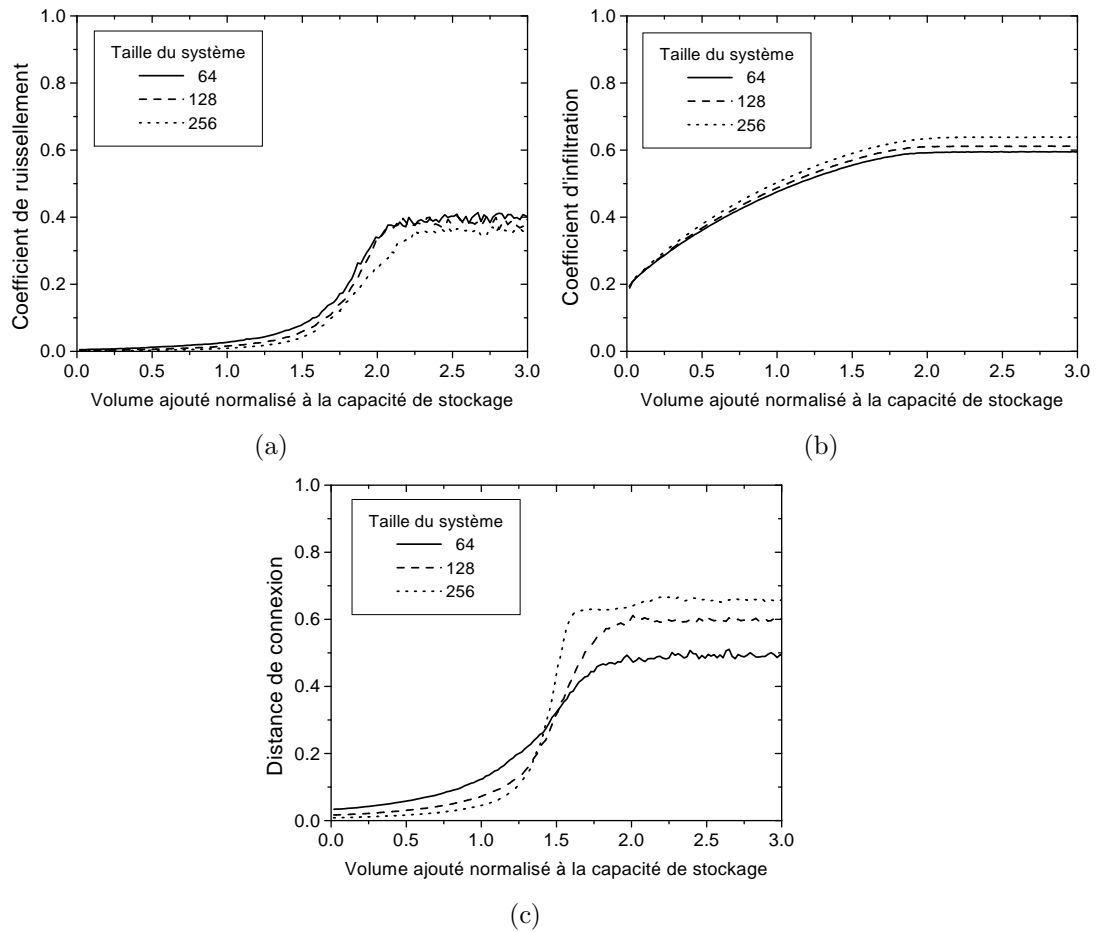 1.0
0.8
0.6
0.4
0.2
0.0
Coefficient de ruissellement
Taille du système
64
128
256
0.0 0.5 1.0 1.5 2.0 2.5 3.0
Volume ajouté normalisé à la capacité de stockage
(a)
1.0
0.8
0.6
0.4
0.2
0.0
Coefficient d'infiltration
Taille du système
64
128
256
0.0 0.5 1.0 1.5 2.0 2.5 3.0
Volume ajouté normalisé à la capacité de stockage
(b)
1.0
0.8
0.6
0.4
0.2
0.0
Distance de connexion
Taille du système
64
128
256
0.0 0.5 1.0 1.5 2.0 2.5 3.0
Volume ajouté normalisé à la capacité de stockage
(c)